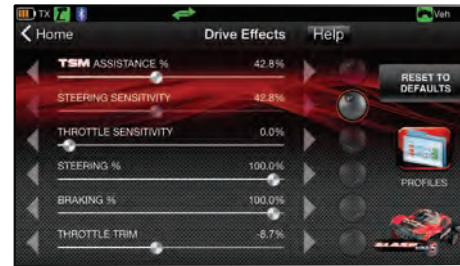 TX
Veh
Home
Drive Effects
Help
TSM ASSISTANCE % 42.8%
STEERING SENSITIVITY 42.8%
THROTTLE SENSITIVITY 0.0%
STEERING % 100.0%
BRAKING % 100.0%
THROTTLE TRIM -8.7%
RESET TO
DEFAULTS
PROFILES
SLASH